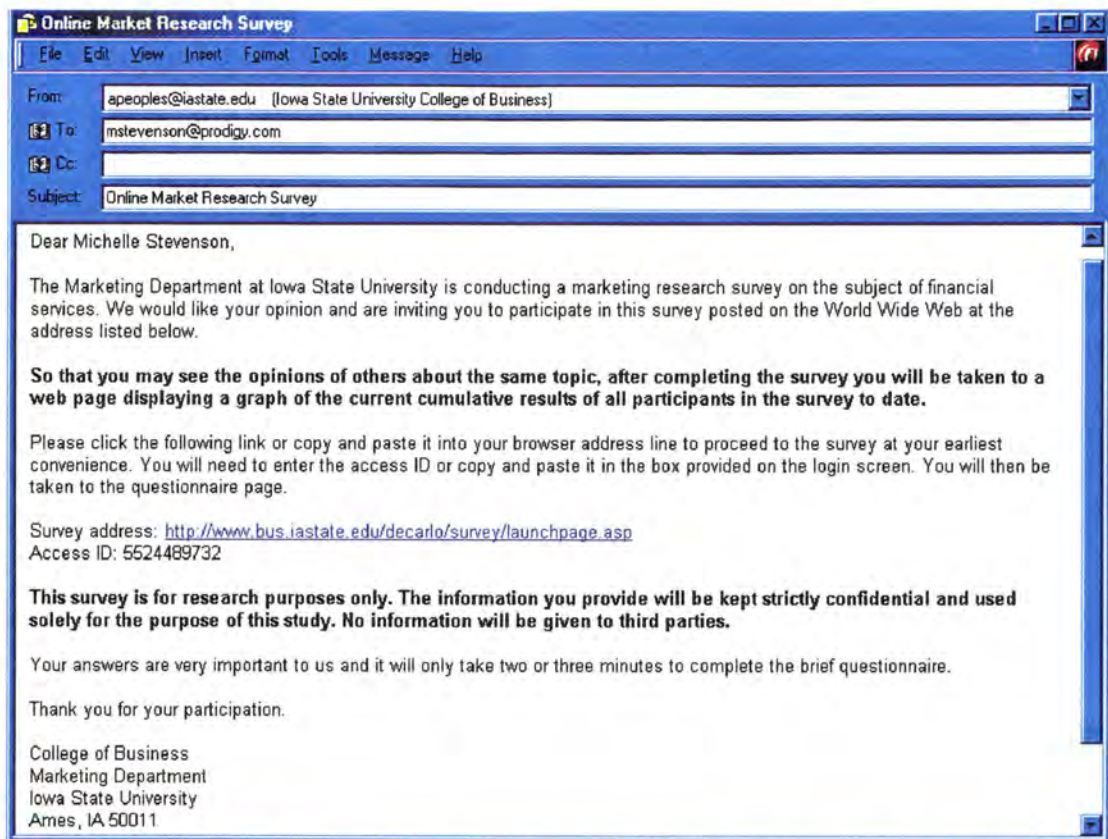 Online Market Research Survey
File Edit View Insert Format Tools Message Help
From: apeoples@iastate.edu (Iowa State University College of Business)
To: mstevenson@prodigy.com
Cc:
Subject: Online Market Research Survey
Dear Michelle Stevenson,
The Marketing Department at Iowa State University is conducting a marketing research survey on the subject of financial
services. We would like your opinion and are inviting you to participate in this survey posted on the World Wide Web at the
address listed below.
So that you may see the opinions of others about the same topic, after completing the survey you will be taken to a
web page displaying a graph of the current cumulative results of all participants in the survey to date.
Please click the following link or copy and paste it into your browser address line to proceed to the survey at your earliest
convenience. You will need to enter the access ID or copy and paste it in the box provided on the login screen. You will then be
taken to the questionnaire page.
Survey address: http://www.bus.iastate.edu/decarlo/survey/launchpage.asp
Access ID: 5524489732
This survey is for research purposes only. The information you provide will be kept strictly confidential and used
solely for the purpose of this study. No information will be given to third parties.
Your answers are very important to us and it will only take two or three minutes to complete the brief questionnaire.
Thank you for your participation.
College of Business
Marketing Department
Iowa State University
Ames, IA 50011